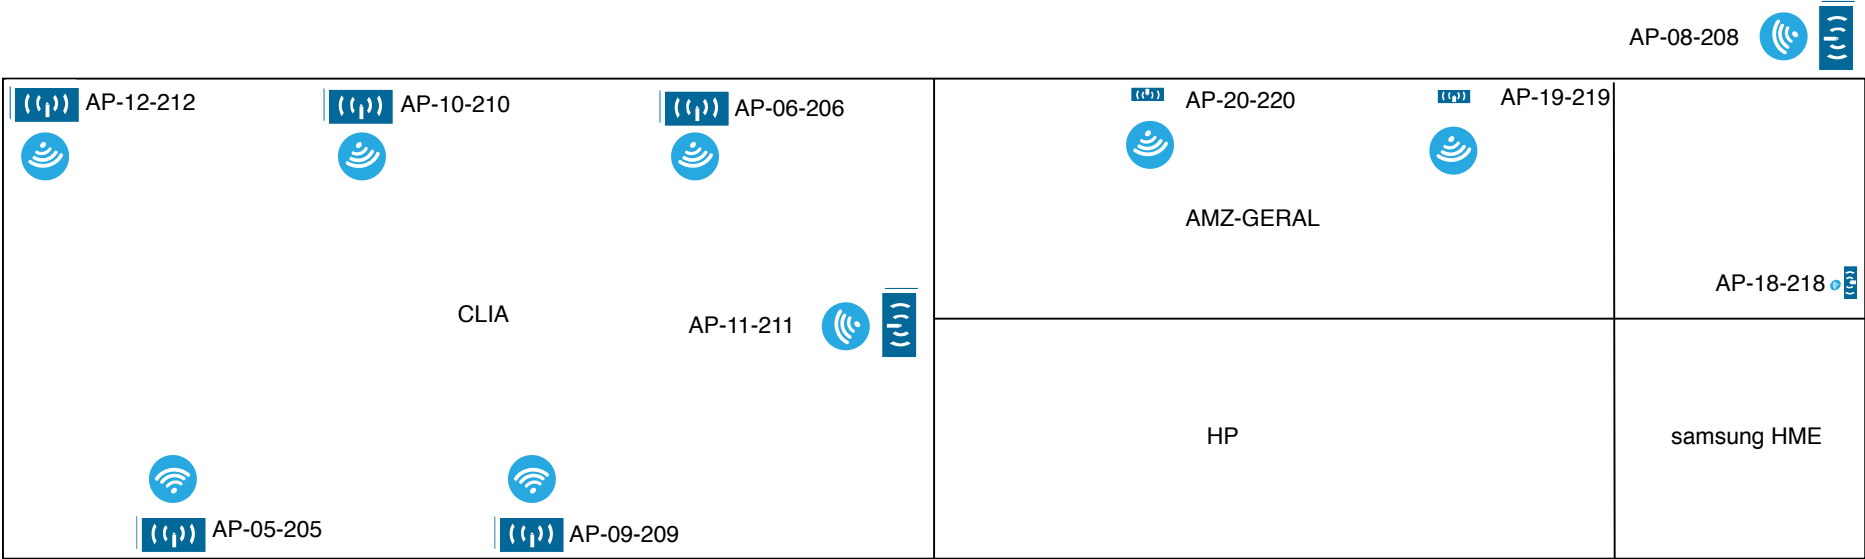 AP-08-208
AP-12-212
AP-10-210
AP-06-206
AP-20-220
AP-19-219
AMZ-GERAL
AP-18-218
CLIA
AP-11-211
HP
samsung HME
AP-05-205
AP-09-209